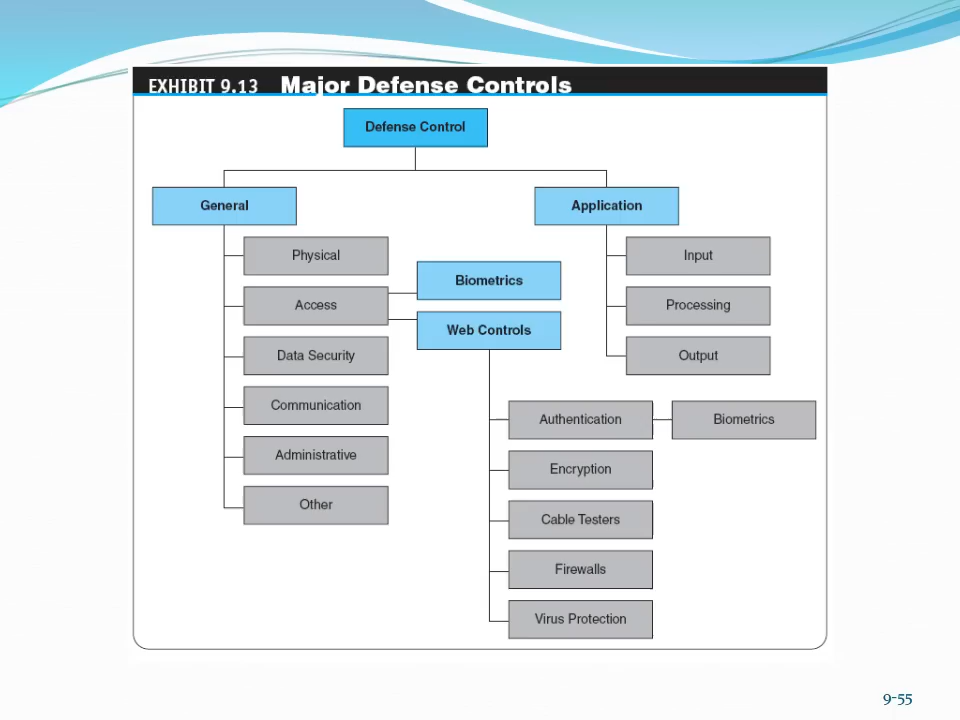 EXHIBIT 9.13 Major Defense Controls
Defense Control
General
Application
Physical
Input
Biometrics
Access
Processing
Web Controls
Data Security
Output
Communication
Authentication
Biometrics
Administrative
Encryption
Other
Cable Testers
Firewalls
Virus Protection
9-55